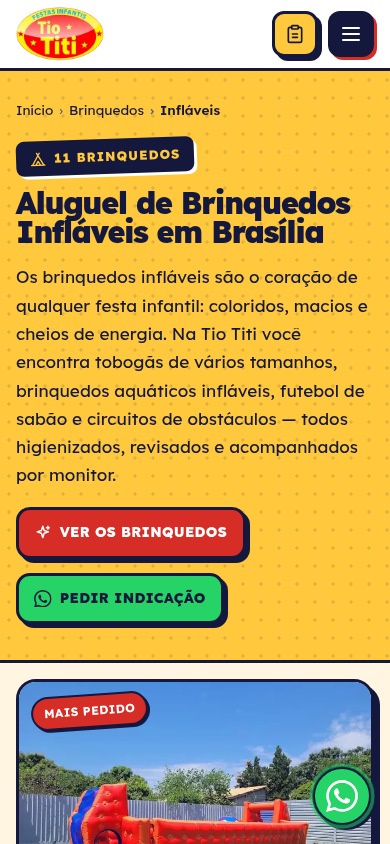 FESTAS INFANTIS
Tio
Titi
Início › Brinquedos › Infláveis
11 BRINQUEDOS
Aluguel de Brinquedos
Infláveis em Brasília
Os brinquedos infláveis são o coração de
qualquer festa infantil: coloridos, macios e
cheios de energia. Na Tio Titi você
encontra tobogãs de vários tamanhos,
brinquedos aquáticos infláveis, futebol de
sabão e circuitos de obstáculos — todos
higienizados, revisados e acompanhados
por monitor.
VER OS BRINQUEDOS
PEDIR INDICAÇÃO
MAIS PEDIDO